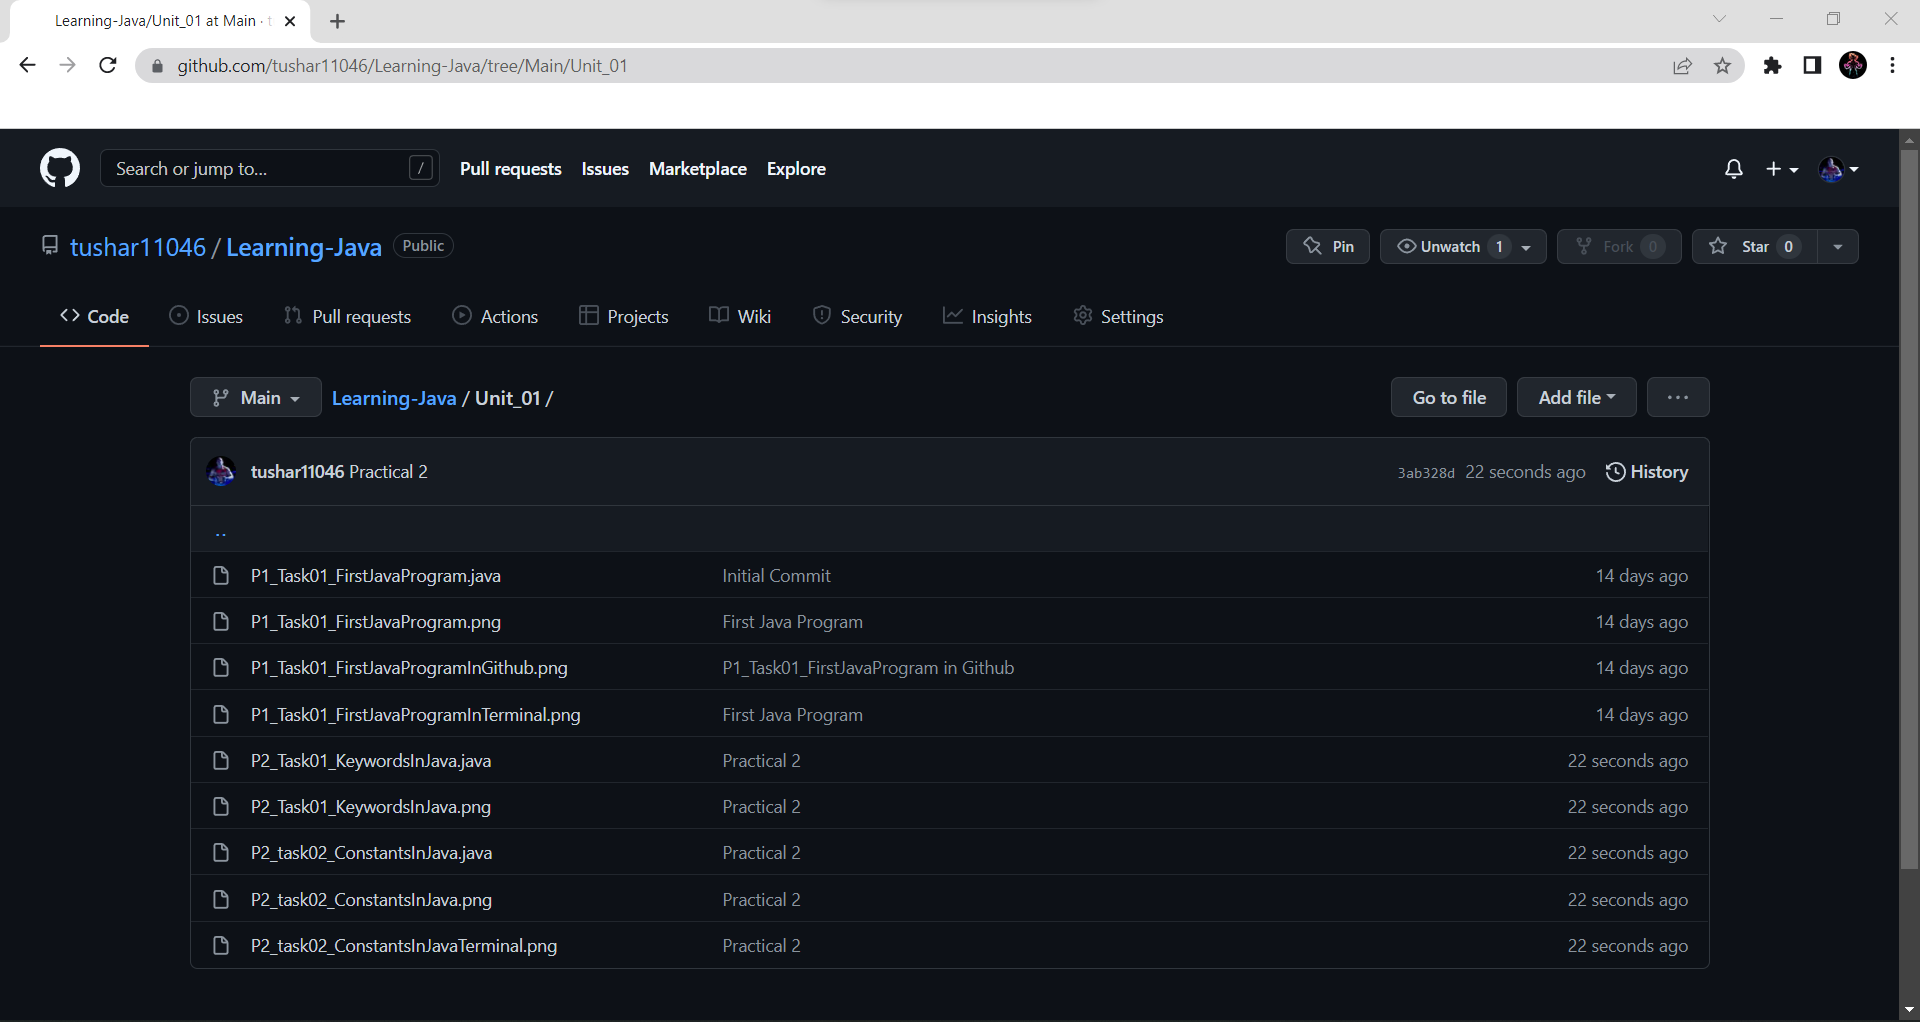 Learning-Java/Unit_01 at Main · t
github.com/tushar11046/Learning-Java/tree/Main/Unit_01
Search or jump to... / Pull requests Issues Marketplace Explore
tushar11046 / Learning-Java Public Pin Unwatch 1 Fork 0 Star 0
Code Issues Pull requests Actions Projects Wiki Security Insights Settings
Main Learning-Java / Unit_01 / Go to file Add file ...
tushar11046 Practical 2 3ab328d 22 seconds ago History
..
P1_Task01_FirstJavaProgram.java Initial Commit 14 days ago
P1_Task01_FirstJavaProgram.png First Java Program 14 days ago
P1_Task01_FirstJavaProgramInGithub.png P1_Task01_FirstJavaProgram in Github 14 days ago
P1_Task01_FirstJavaProgramInTerminal.png First Java Program 14 days ago
P2_Task01_KeywordsInJava.java Practical 2 22 seconds ago
P2_Task01_KeywordsInJava.png Practical 2 22 seconds ago
P2_task02_ConstantsInJava.java Practical 2 22 seconds ago
P2_task02_ConstantsInJava.png Practical 2 22 seconds ago
P2_task02_ConstantsInJavaTerminal.png Practical 2 22 seconds ago